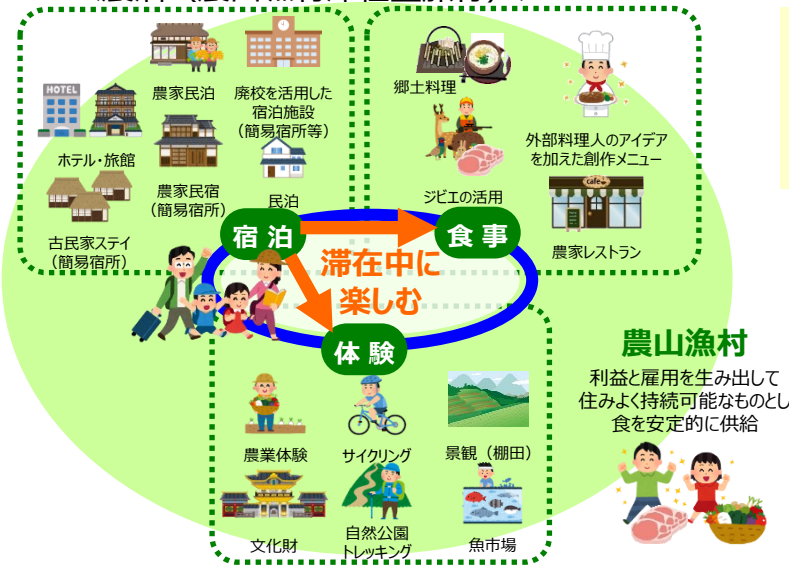 農家民泊
廃校を活用した
宿泊施設
(簡易宿所等)
HOTEL
ホテル・旅館
農家民宿
(簡易宿所)
民泊
古民家ステイ
(簡易宿所)
郷土料理
外部料理人のアイデア
を加えた創作メニュー
ジビエの活用
cafe
農家レストラン
宿泊
食事
滞在中に
楽しむ
体験
農業体験
サイクリング
景観（棚田）
文化財
自然公園
トレッキング
魚市場
農山漁村
利益と雇用を生み出して
住みよく持続可能なものとし
食を安定的に供給